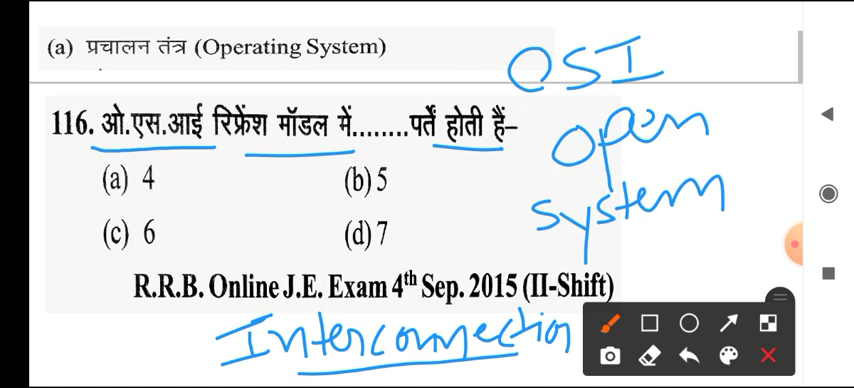 (a) प्रचालन तंत्र (Operating System)
OSI
116. ओ.एस.आई रिफ्रेंश मॉडल में........पर्तें होती हैं–
open
(a) 4 (b) 5
system
(c) 6 (d) 7
R.R.B. Online J.E. Exam 4th Sep. 2015 (II-Shift)
Interconnection